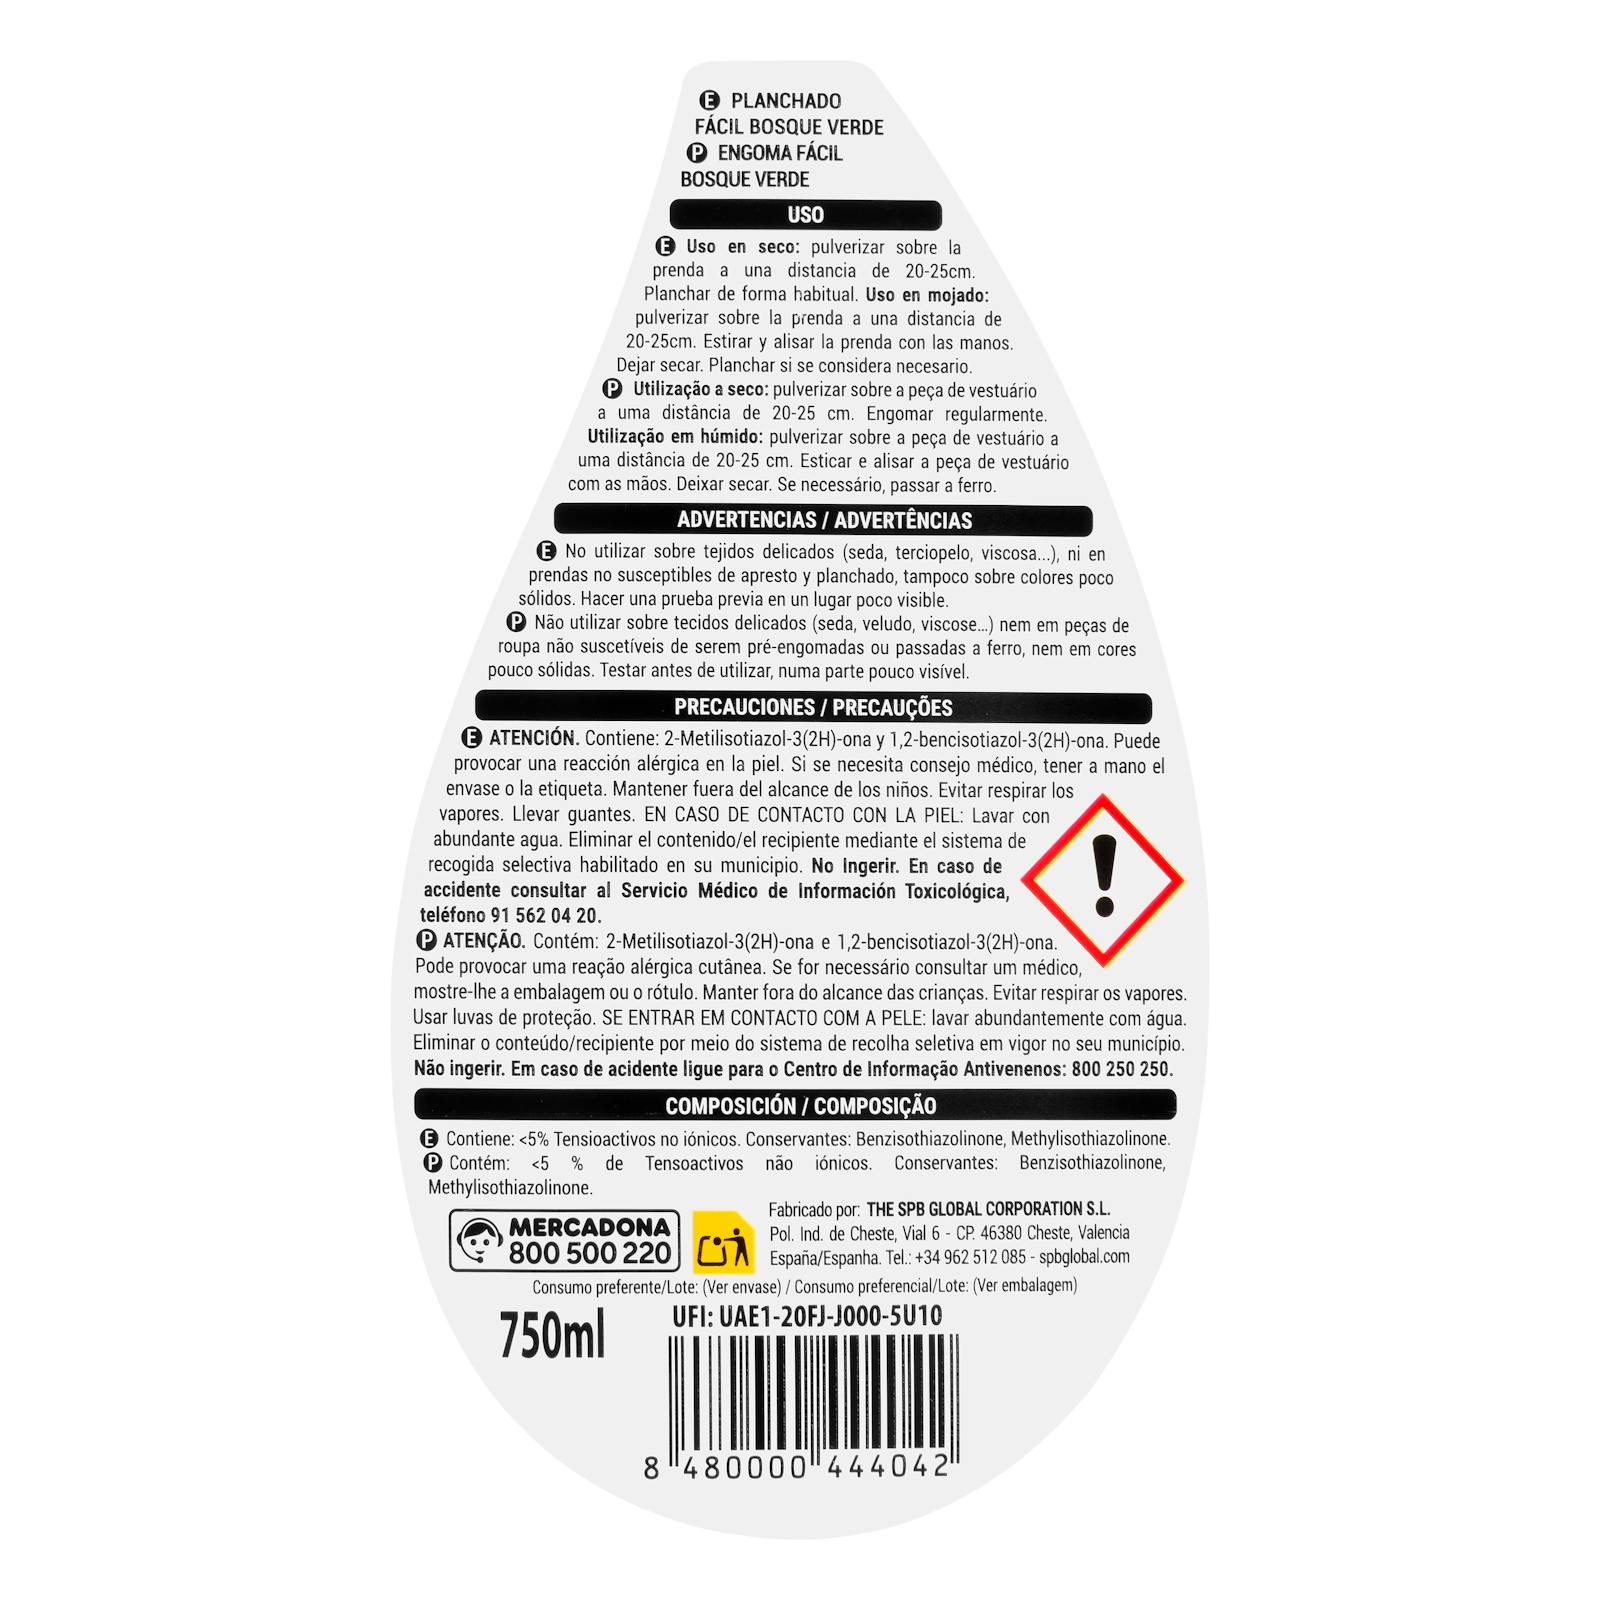 E PLANCHADO
FÁCIL BOSQUE VERDE
P ENGOMA FÁCIL
BOSQUE VERDE
USO
E Uso en seco: pulverizar sobre la
prenda a una distancia de 20-25cm.
Planchar de forma habitual. Uso en mojado:
pulverizar sobre la prenda a una distancia de
20-25cm. Estirar y alisar la prenda con las manos.
Dejar secar. Planchar si se considera necesario.
P Utilização a seco: pulverizar sobre a peça de vestuário
a uma distância de 20-25 cm. Engomar regularmente.
Utilização em húmido: pulverizar sobre a peça de vestuário a
uma distância de 20-25 cm. Esticar e alisar a peça de vestuário
com as mãos. Deixar secar. Se necessário, passar a ferro.
ADVERTENCIAS / ADVERTÊNCIAS
E No utilizar sobre tejidos delicados (seda, terciopelo, viscosa...), ni en
prendas no susceptibles de apresto y planchado, tampoco sobre colores poco
sólidos. Hacer una prueba previa en un lugar poco visible.
P Não utilizar sobre tecidos delicados (seda, veludo, viscose...) nem em peças de
roupa não suscetíveis de serem pré-engomadas ou passadas a ferro, nem em cores
pouco sólidas. Testar antes de utilizar, numa parte pouco visível.
PRECAUCIONES / PRECAUÇÕES
E ATENCIÓN. Contiene: 2-Metilisotiazol-3(2H)-ona y 1,2-bencisotiazol-3(2H)-ona. Puede
provocar una reacción alérgica en la piel. Si se necesita consejo médico, tener a mano el
envase o la etiqueta. Mantener fuera del alcance de los niños. Evitar respirar los
vapores. Llevar guantes. EN CASO DE CONTACTO CON LA PIEL: Lavar con
abundante agua. Eliminar el contenido/el recipiente mediante el sistema de
recogida selectiva habilitado en su municipio. No Ingerir. En caso de
accidente consultar al Servicio Médico de Información Toxicológica,
teléfono 91 562 04 20.
P ATENÇÃO. Contém: 2-Metilisotiazol-3(2H)-ona e 1,2-bencisotiazol-3(2H)-ona.
Pode provocar uma reação alérgica cutânea. Se for necessário consultar um médico,
mostre-lhe a embalagem ou o rótulo. Manter fora do alcance das crianças. Evitar respirar os vapores.
Usar luvas de proteção. SE ENTRAR EM CONTACTO COM A PELE: lavar abundantemente com água.
Eliminar o conteúdo/recipiente por meio do sistema de recolha seletiva em vigor no seu município.
Não ingerir. Em caso de acidente ligue para o Centro de Informação Antivenenos: 800 250 250.
COMPOSICIÓN / COMPOSIÇÃO
E Contiene: <5% Tensioactivos no iónicos. Conservantes: Benzisothiazolinone, Methylisothiazolinone.
P Contém: <5 % de Tensoactivos não iónicos. Conservantes: Benzisothiazolinone,
Methylisothiazolinone.
MERCADONA
800 500 220
Fabricado por: THE SPB GLOBAL CORPORATION S.L.
Pol. Ind. de Cheste, Vial 6 - CP. 46380 Cheste, Valencia
España/Espanha. Tel.: +34 962 512 085 - spbglobal.com
Consumo preferente/Lote: (Ver envase) / Consumo preferencial/Lote: (Ver embalagem)
750ml
UFI: UAE1-20FJ-J000-5U10
8 480000 444042